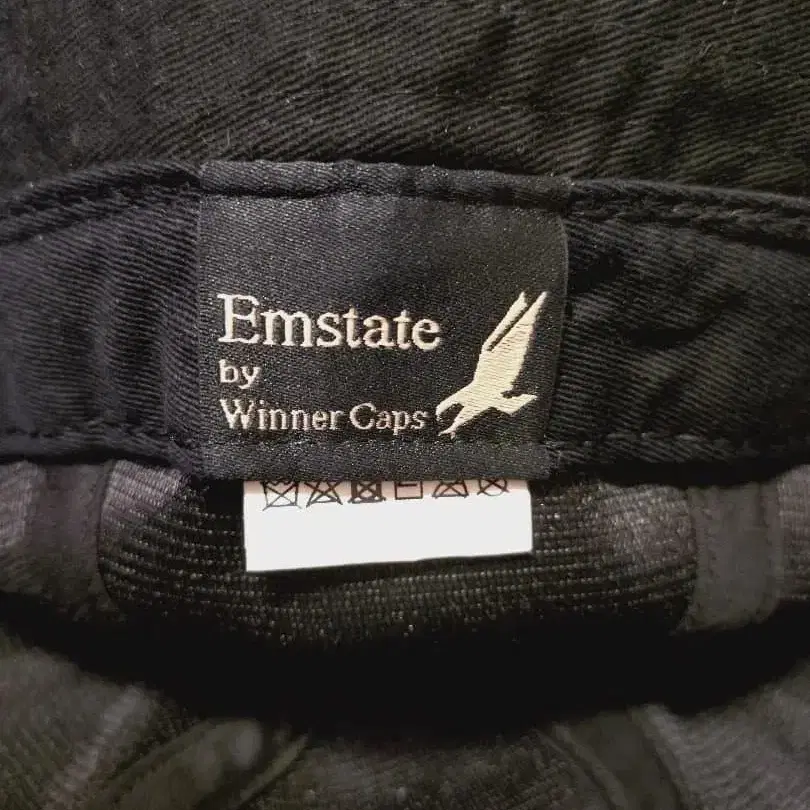 Emstate
by
Winner Caps